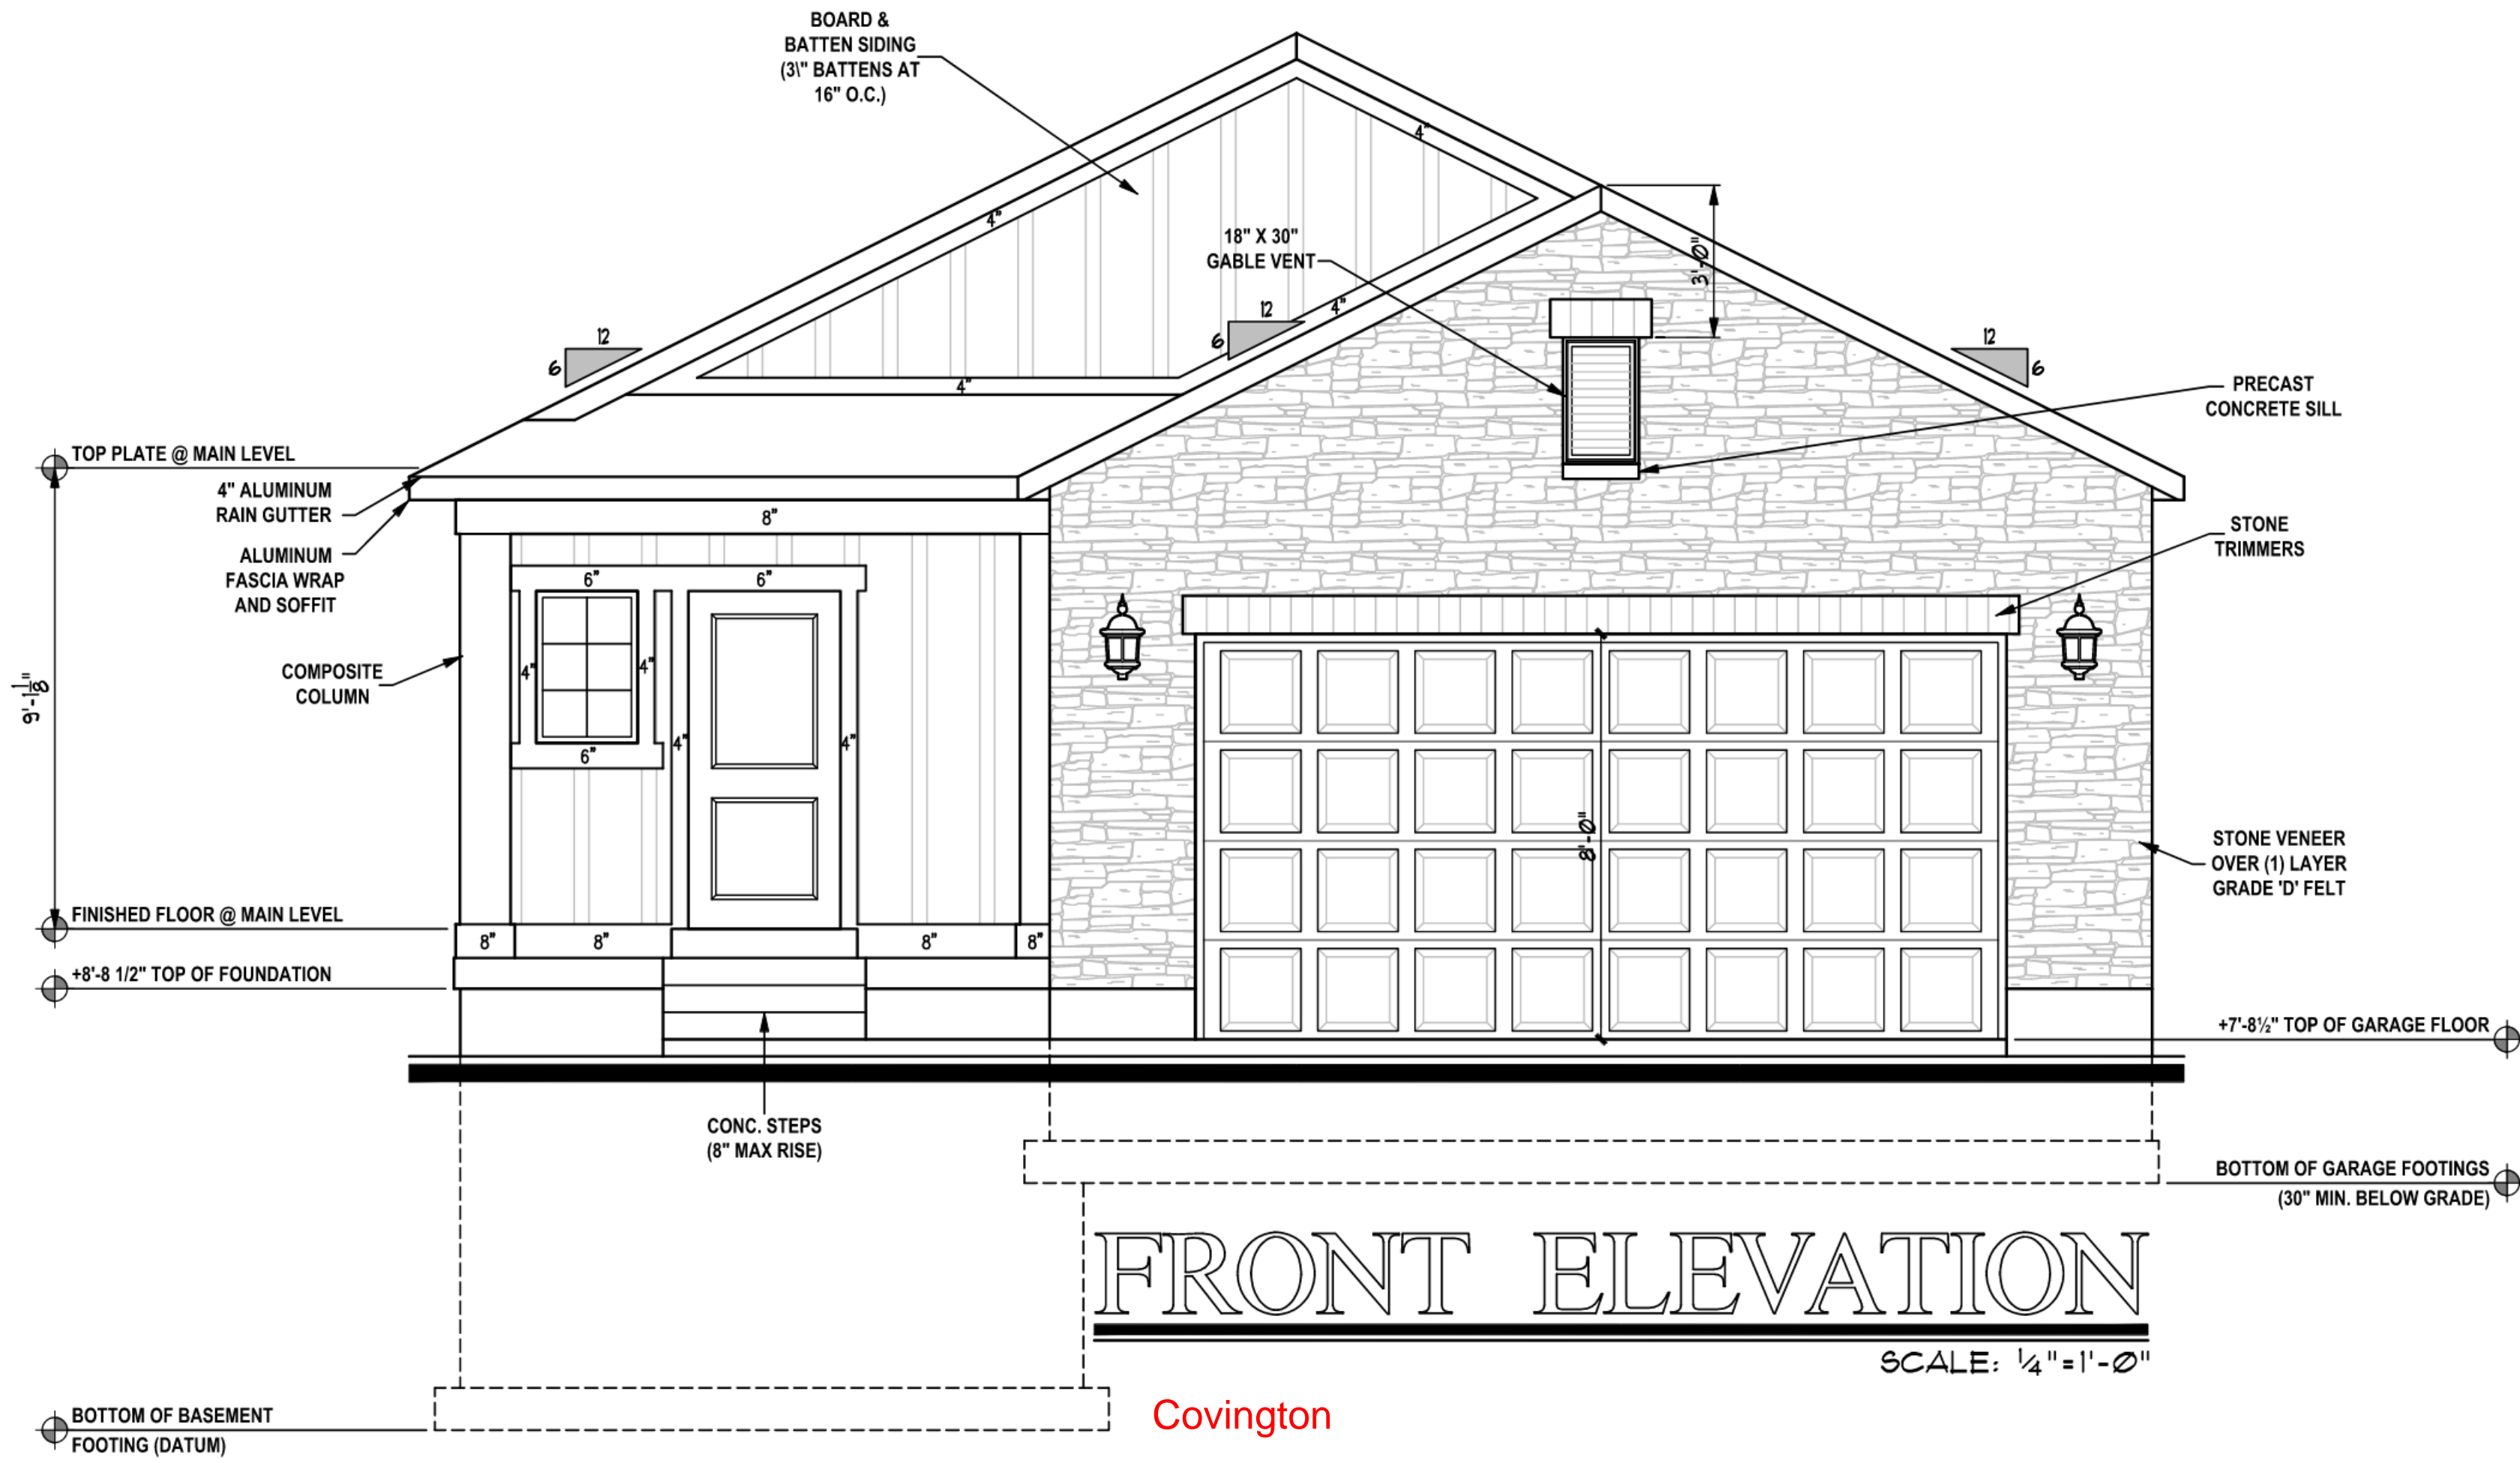 BOARD &
BATTEN SIDING
(3\" BATTENS AT
16" O.C.)
4"
4"
18" X 30"
GABLE VENT
3'-0"
12
6
12
6
4"
12
6
4"
PRECAST
CONCRETE SILL
TOP PLATE @ MAIN LEVEL
4" ALUMINUM
RAIN GUTTER
ALUMINUM
FASCIA WRAP
AND SOFFIT
8"
STONE
TRIMMERS
6"
6"
4"
4"
COMPOSITE
COLUMN
9'-1 1/8"
6"
4"
4"
8'-0"
STONE VENEER
OVER (1) LAYER
GRADE 'D' FELT
FINISHED FLOOR @ MAIN LEVEL
8"
8"
8"
8"
+8'-8 1/2" TOP OF FOUNDATION
+7'-8½" TOP OF GARAGE FLOOR
CONC. STEPS
(8" MAX RISE)
BOTTOM OF GARAGE FOOTINGS
(30" MIN. BELOW GRADE)
FRONT ELEVATION
SCALE: ¼"=1'-0"
Covington
BOTTOM OF BASEMENT
FOOTING (DATUM)